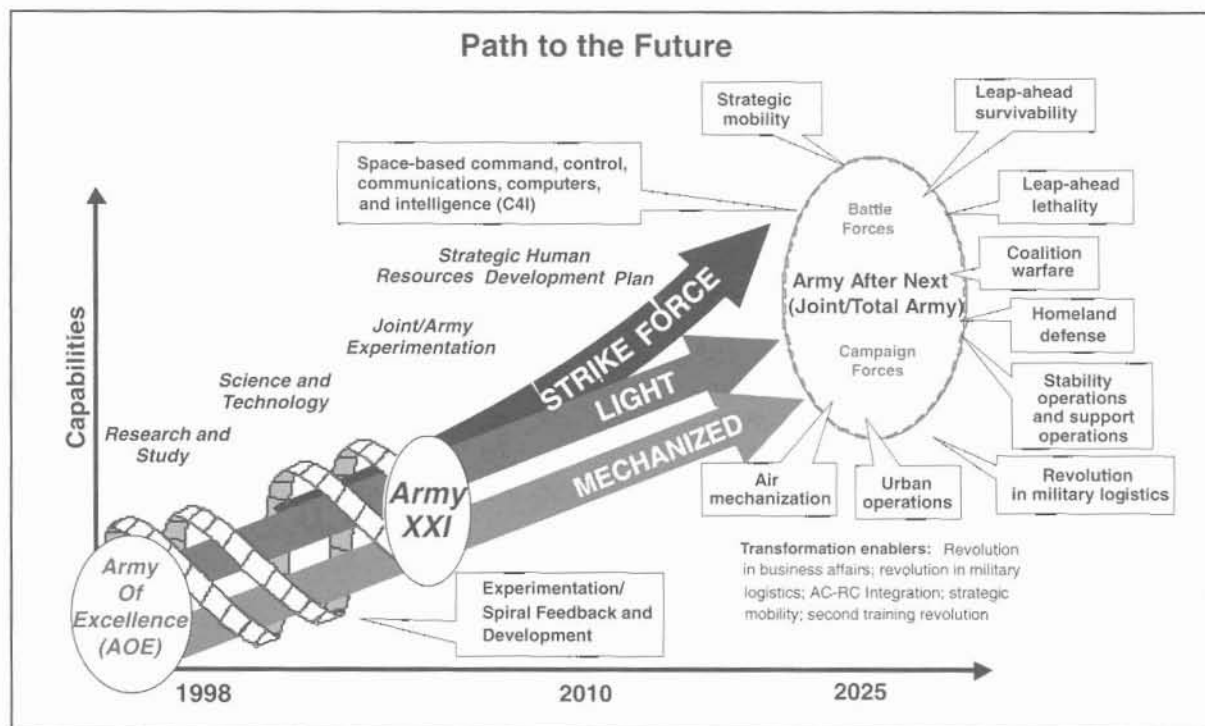 Path to the Future
Strategic
mobility
Leap-ahead
survivability
Space-based command, control,
communications, computers,
and intelligence (C4I)
Leap-ahead
lethality
Battle
Forces
Strategic Human
Resources Development Plan
Coalition
warfare
Army After Next
(Joint/Total Army)
Homeland
defense
Joint/Army
Experimentation
STRIKE FORCE
Campaign
Forces
Capabilities
Science and
Technology
LIGHT
Stability
operations
and support
operations
Research and
Study
MECHANIZED
Air
mechanization
Urban
operations
Revolution
in military logistics
Army
XXI
Army
Of
Excellence
(AOE)
Experimentation/
Spiral Feedback and
Development
Transformation enablers: Revolution
in business affairs; revolution in military
logistics; AC-RC Integration; strategic
mobility; second training revolution
1998
2010
2025